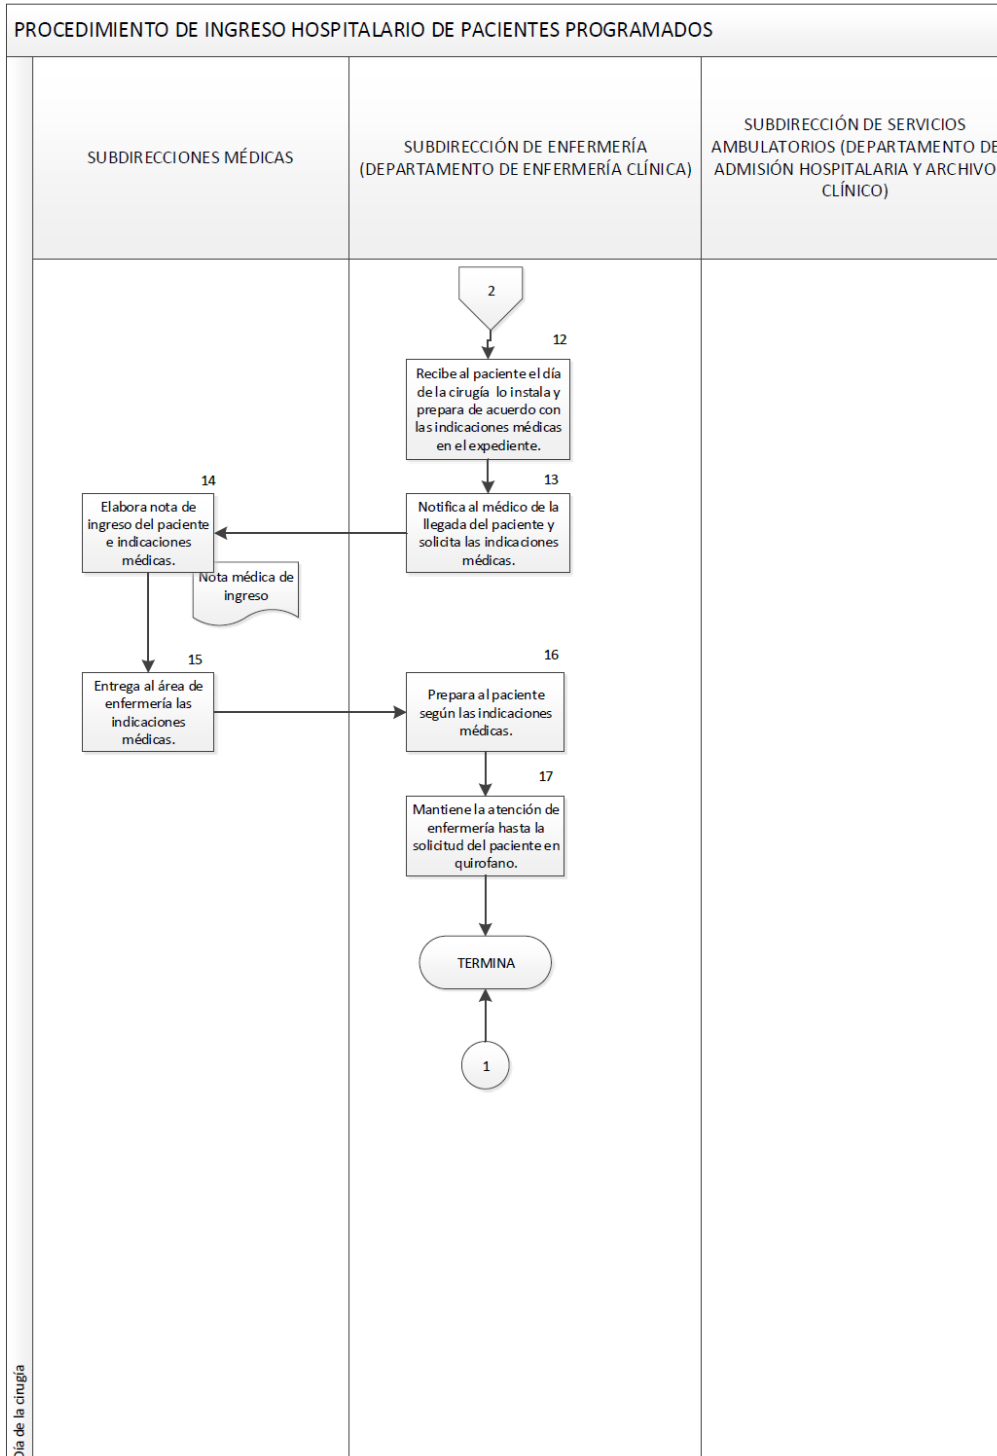 PROCEDIMIENTO DE INGRESO HOSPITALARIO DE PACIENTES PROGRAMADOS
SUBDIRECCIONES MÉDICAS
SUBDIRECCIÓN DE ENFERMERÍA
(DEPARTAMENTO DE ENFERMERÍA CLÍNICA)
SUBDIRECCIÓN DE SERVICIOS
AMBULATORIOS (DEPARTAMENTO DE
ADMISIÓN HOSPITALARIA Y ARCHIVO
CLÍNICO)
2
12
Recibe al paciente el día
de la cirugía lo instala y
prepara de acuerdo con
las indicaciones médicas
en el expediente.
13
Notifica al médico de la
llegada del paciente y
solicita las indicaciones
médicas.
14
Elabora nota de
ingreso del paciente
e indicaciones
médicas.
Nota médica de
ingreso
15
Entrega al área de
enfermería las
indicaciones
médicas.
16
Prepara al paciente
según las indicaciones
médicas.
17
Mantiene la atención de
enfermería hasta la
solicitud del paciente en
quirofano.
TERMINA
1
Día de la cirugía